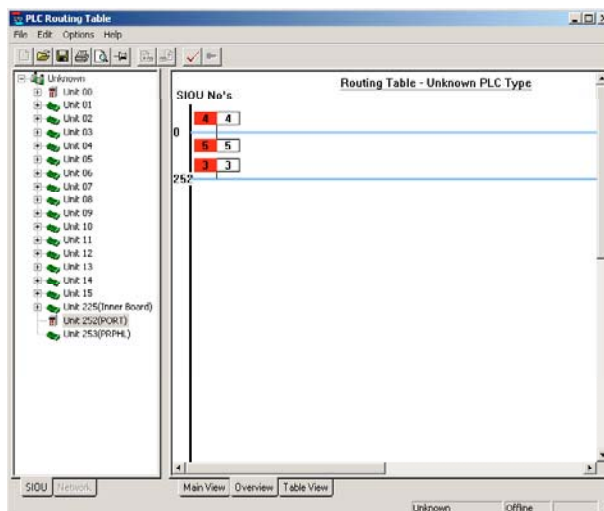 PLC Routing Table
File Edit Options Help
Unknown
Unit 00
Unit 01
Unit 02
Unit 03
Unit 04
Unit 05
Unit 06
Unit 07
Unit 08
Unit 09
Unit 10
Unit 11
Unit 12
Unit 13
Unit 14
Unit 15
Unit 225(Inner Board)
Unit 252(PORT)
Unit 253(PRPHL)
SIOU Network
Routing Table - Unknown PLC Type
SIOU No's
4 4
0
5 5
3 3
252
Main View Overview Table View
Unknown Offline